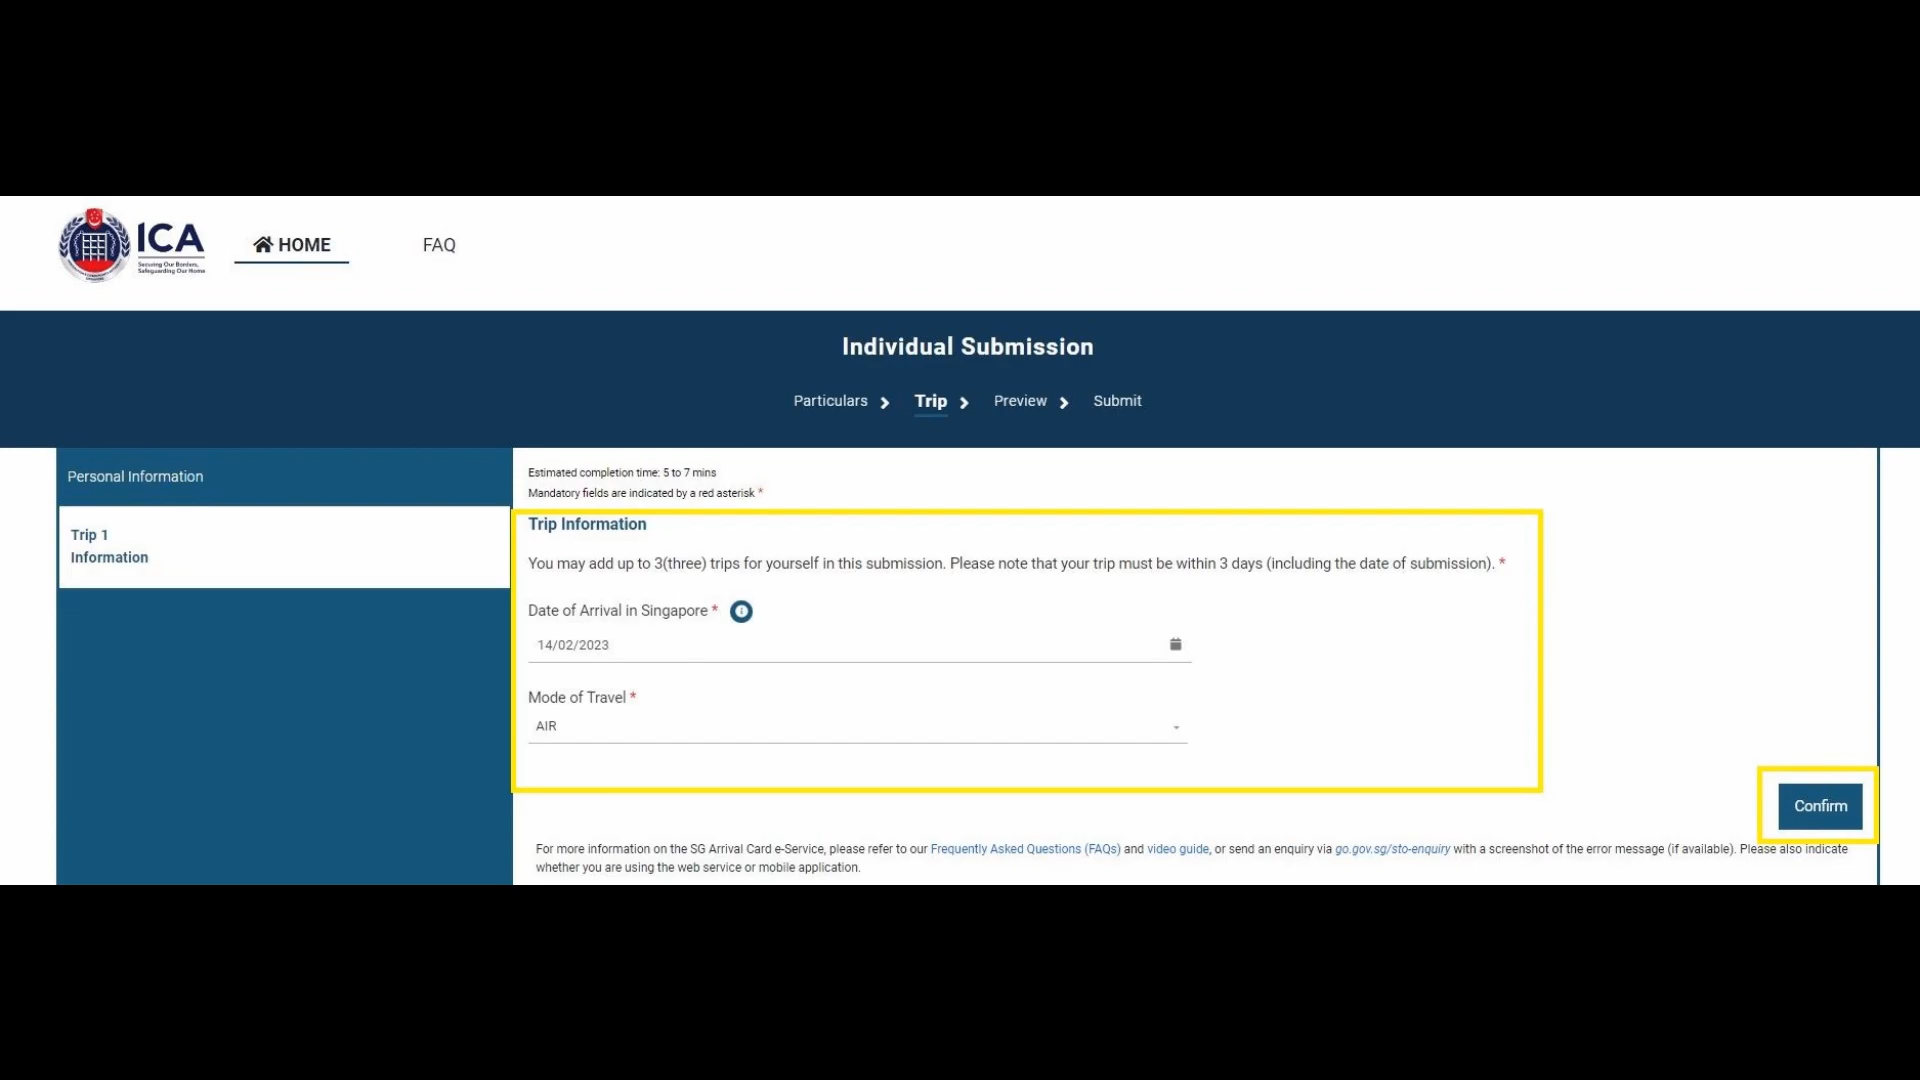 ICA
Securing Our Borders,
Safeguarding Our Home
HOME
FAQ
Individual Submission
Particulars
Trip
Preview
Submit
Personal Information
Trip 1
Information
Estimated completion time: 5 to 7 mins
Mandatory fields are indicated by a red asterisk *
Trip Information
You may add up to 3(three) trips for yourself in this submission. Please note that your trip must be within 3 days (including the date of submission). *
Date of Arrival in Singapore *
14/02/2023
Mode of Travel *
AIR
Confirm
For more information on the SG Arrival Card e-Service, please refer to our Frequently Asked Questions (FAQs) and video guide, or send an enquiry via go.gov.sg/sto-enquiry with a screenshot of the error message (if available). Please also indicate
whether you are using the web service or mobile application.